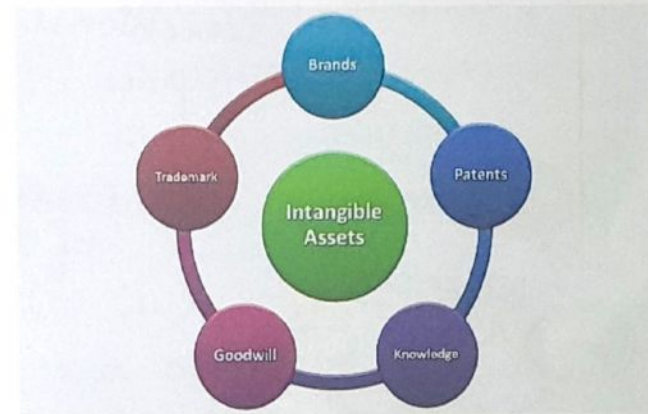 Brands
Patents
Knowledge
Goodwill
Trademark
Intangible
Assets